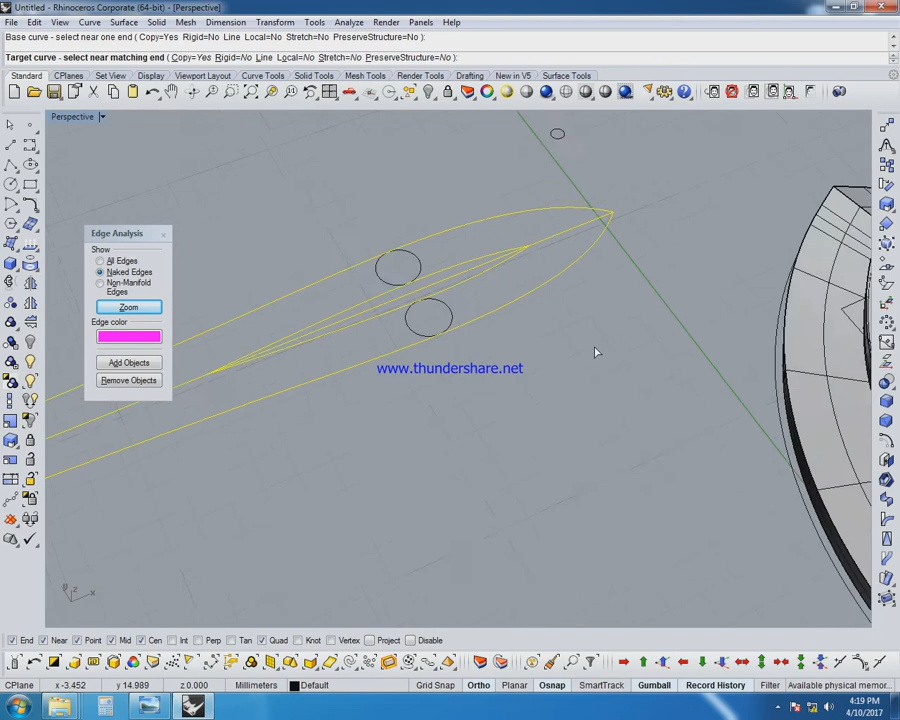 Untitled - Rhinoceros Corporate (64-bit) - [Perspective]
File Edit View Curve Surface Solid Mesh Dimension Transform Tools Analyze Render Panels Help
Base curve - select near one end ( Copy=Yes Rigid=No Line Local=No Stretch=No PreserveStructure=No ):
Target curve - select near matching end ( Copy=Yes Rigid=No Line Local=No Stretch=No PreserveStructure=No ):
Standard CPlanes Set View Display Viewport Layout Curve Tools Solid Tools Mesh Tools Render Tools Drafting New in V5 Surface Tools
Perspective
Edge Analysis
Show
All Edges
Naked Edges
Non-Manifold
Edges
Zoom
Edge color
Add Objects
Remove Objects
www.thundershare.net
y z x
End Near Point Mid Cen Int Perp Tan Quad Knot Vertex Project Disable
CPlane x -3.452 y 14.989 z 0.000 Millimeters Default Grid Snap Ortho Planar Osnap SmartTrack Gumball Record History Filter Available physical memory
4:19 PM
4/10/2017